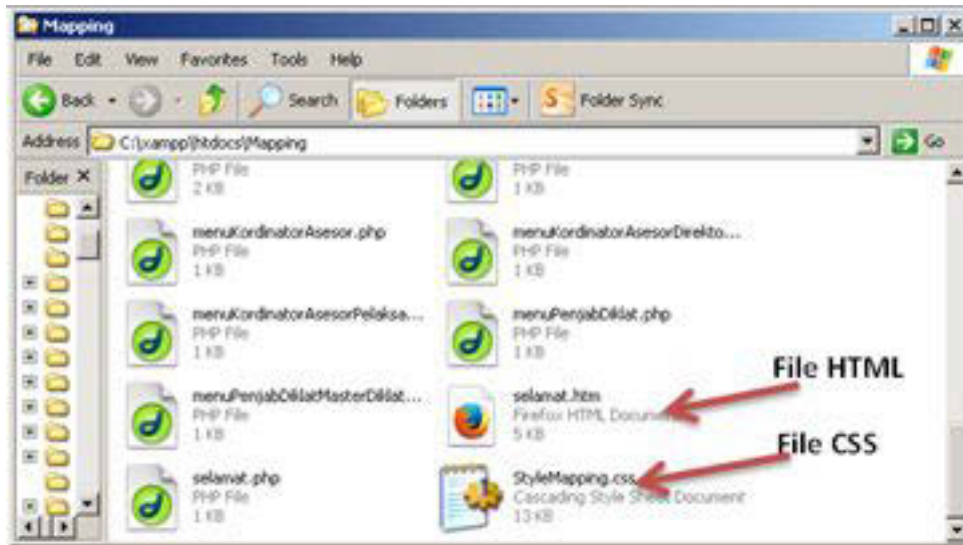 Mapping
File Edit View Favorites Tools Help
Back Search Folders Folder Sync
Address C:\xampp\htdocs\Mapping Go
Folder X
PHP File
2 KB
PHP File
1 KB
menuKordinatorAsesor.php
PHP File
1 KB
menuKordinatorAsesorDirekto...
PHP File
1 KB
menuKordinatorAsesorPelaksa...
PHP File
1 KB
menuPenjabDiklat.php
PHP File
1 KB
menuPenjabDiklatMasterDiklat...
PHP File
1 KB
File HTML
selamat.htm
Firefox HTML Document
5 KB
File CSS
selamat.php
PHP File
1 KB
StyleMapping.css
Cascading Style Sheet Document
13 KB